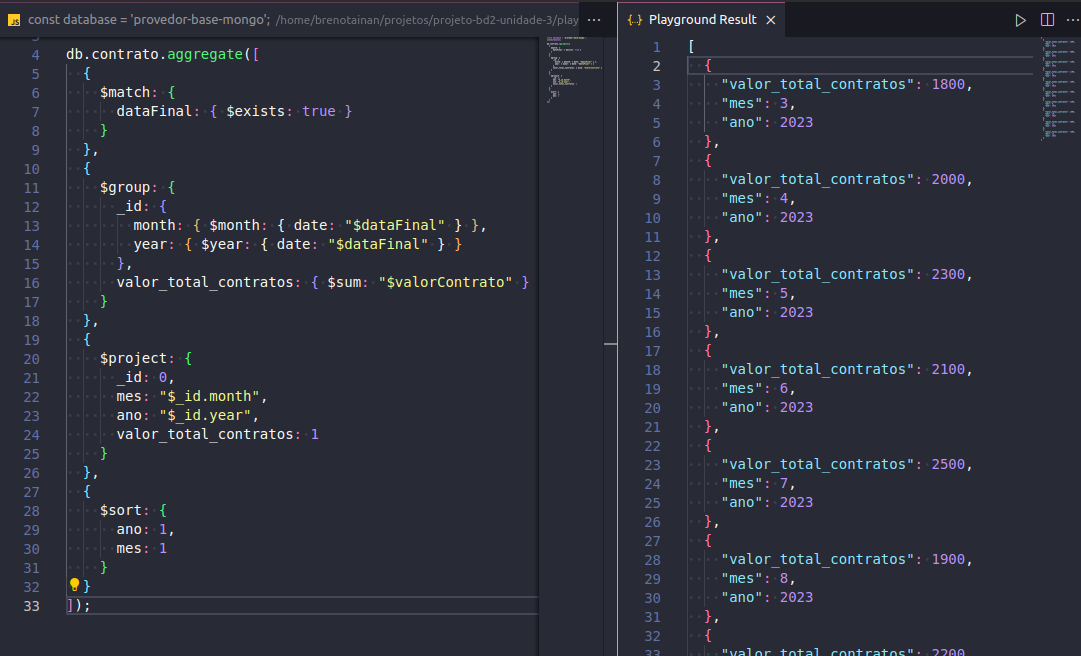 JS const database = 'provedor-base-mongo'; /home/brenotainan/projetos/projeto-bd2-unidade-3/play ···
4 db.contrato.aggregate([
5 {
6 $match: {
7 dataFinal: { $exists: true }
8 }
9 },
10 {
11 $group: {
12 _id: {
13 month: { $month: { date: "$dataFinal" } },
14 year: { $year: { date: "$dataFinal" } }
15 },
16 valor_total_contratos: { $sum: "$valorContrato" }
17 }
18 },
19 {
20 $project: {
21 _id: 0,
22 mes: "$_id.month",
23 ano: "$_id.year",
24 valor_total_contratos: 1
25 }
26 },
27 {
28 $sort: {
29 ano: 1,
30 mes: 1
31 }
32 }
33 ]);
{..} Playground Result ×
1 [
2 {
3 "valor_total_contratos": 1800,
4 "mes": 3,
5 "ano": 2023
6 },
7 {
8 "valor_total_contratos": 2000,
9 "mes": 4,
10 "ano": 2023
11 },
12 {
13 "valor_total_contratos": 2300,
14 "mes": 5,
15 "ano": 2023
16 },
17 {
18 "valor_total_contratos": 2100,
19 "mes": 6,
20 "ano": 2023
21 },
22 {
23 "valor_total_contratos": 2500,
24 "mes": 7,
25 "ano": 2023
26 },
27 {
28 "valor_total_contratos": 1900,
29 "mes": 8,
30 "ano": 2023
31 },
32 {
33 "valor_total_contratos": 2200,